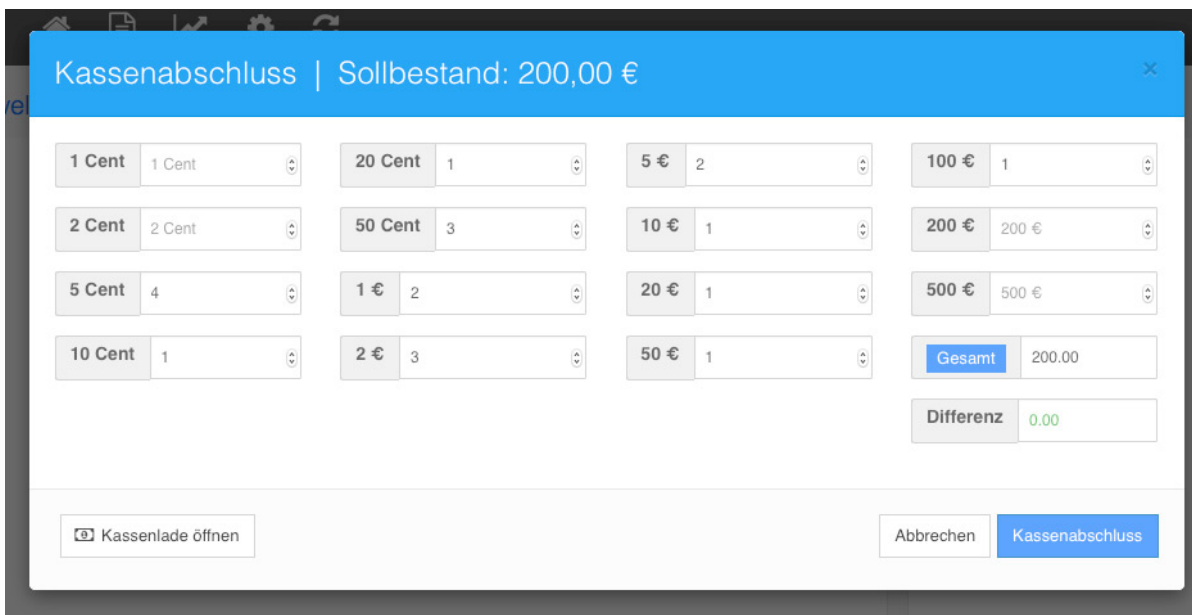 vel
Kassenabschluss | Sollbestand: 200,00 €
×
1 Cent 1 Cent 20 Cent 1 5 € 2 100 € 1
2 Cent 2 Cent 50 Cent 3 10 € 1 200 € 200 €
5 Cent 4 1 € 2 20 € 1 500 € 500 €
10 Cent 1 2 € 3 50 € 1 Gesamt 200.00
Differenz 0.00
Kassenlade öffnen Abbrechen Kassenabschluss